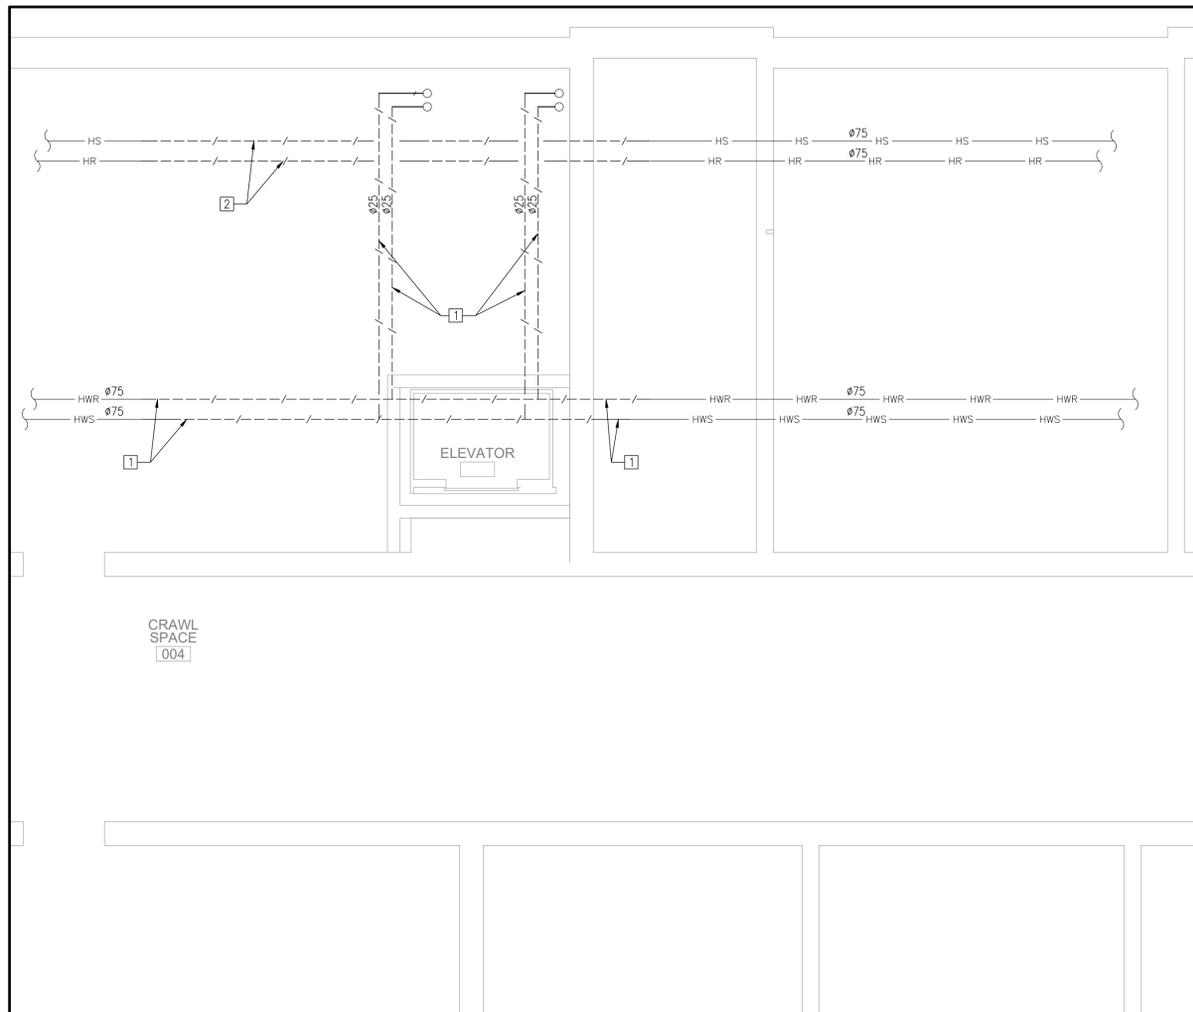 HS HS HS ø75 HS HS HS
HR HR HR ø75 HR HR HR
2
ø25 ø25 ø25 ø25
1
HWR ø75 HWR HWR ø75 HWR HWR HWR
HWS ø75 HWS HWS ø75 HWS HWS HWS
1 1
ELEVATOR
CRAWL
SPACE
004